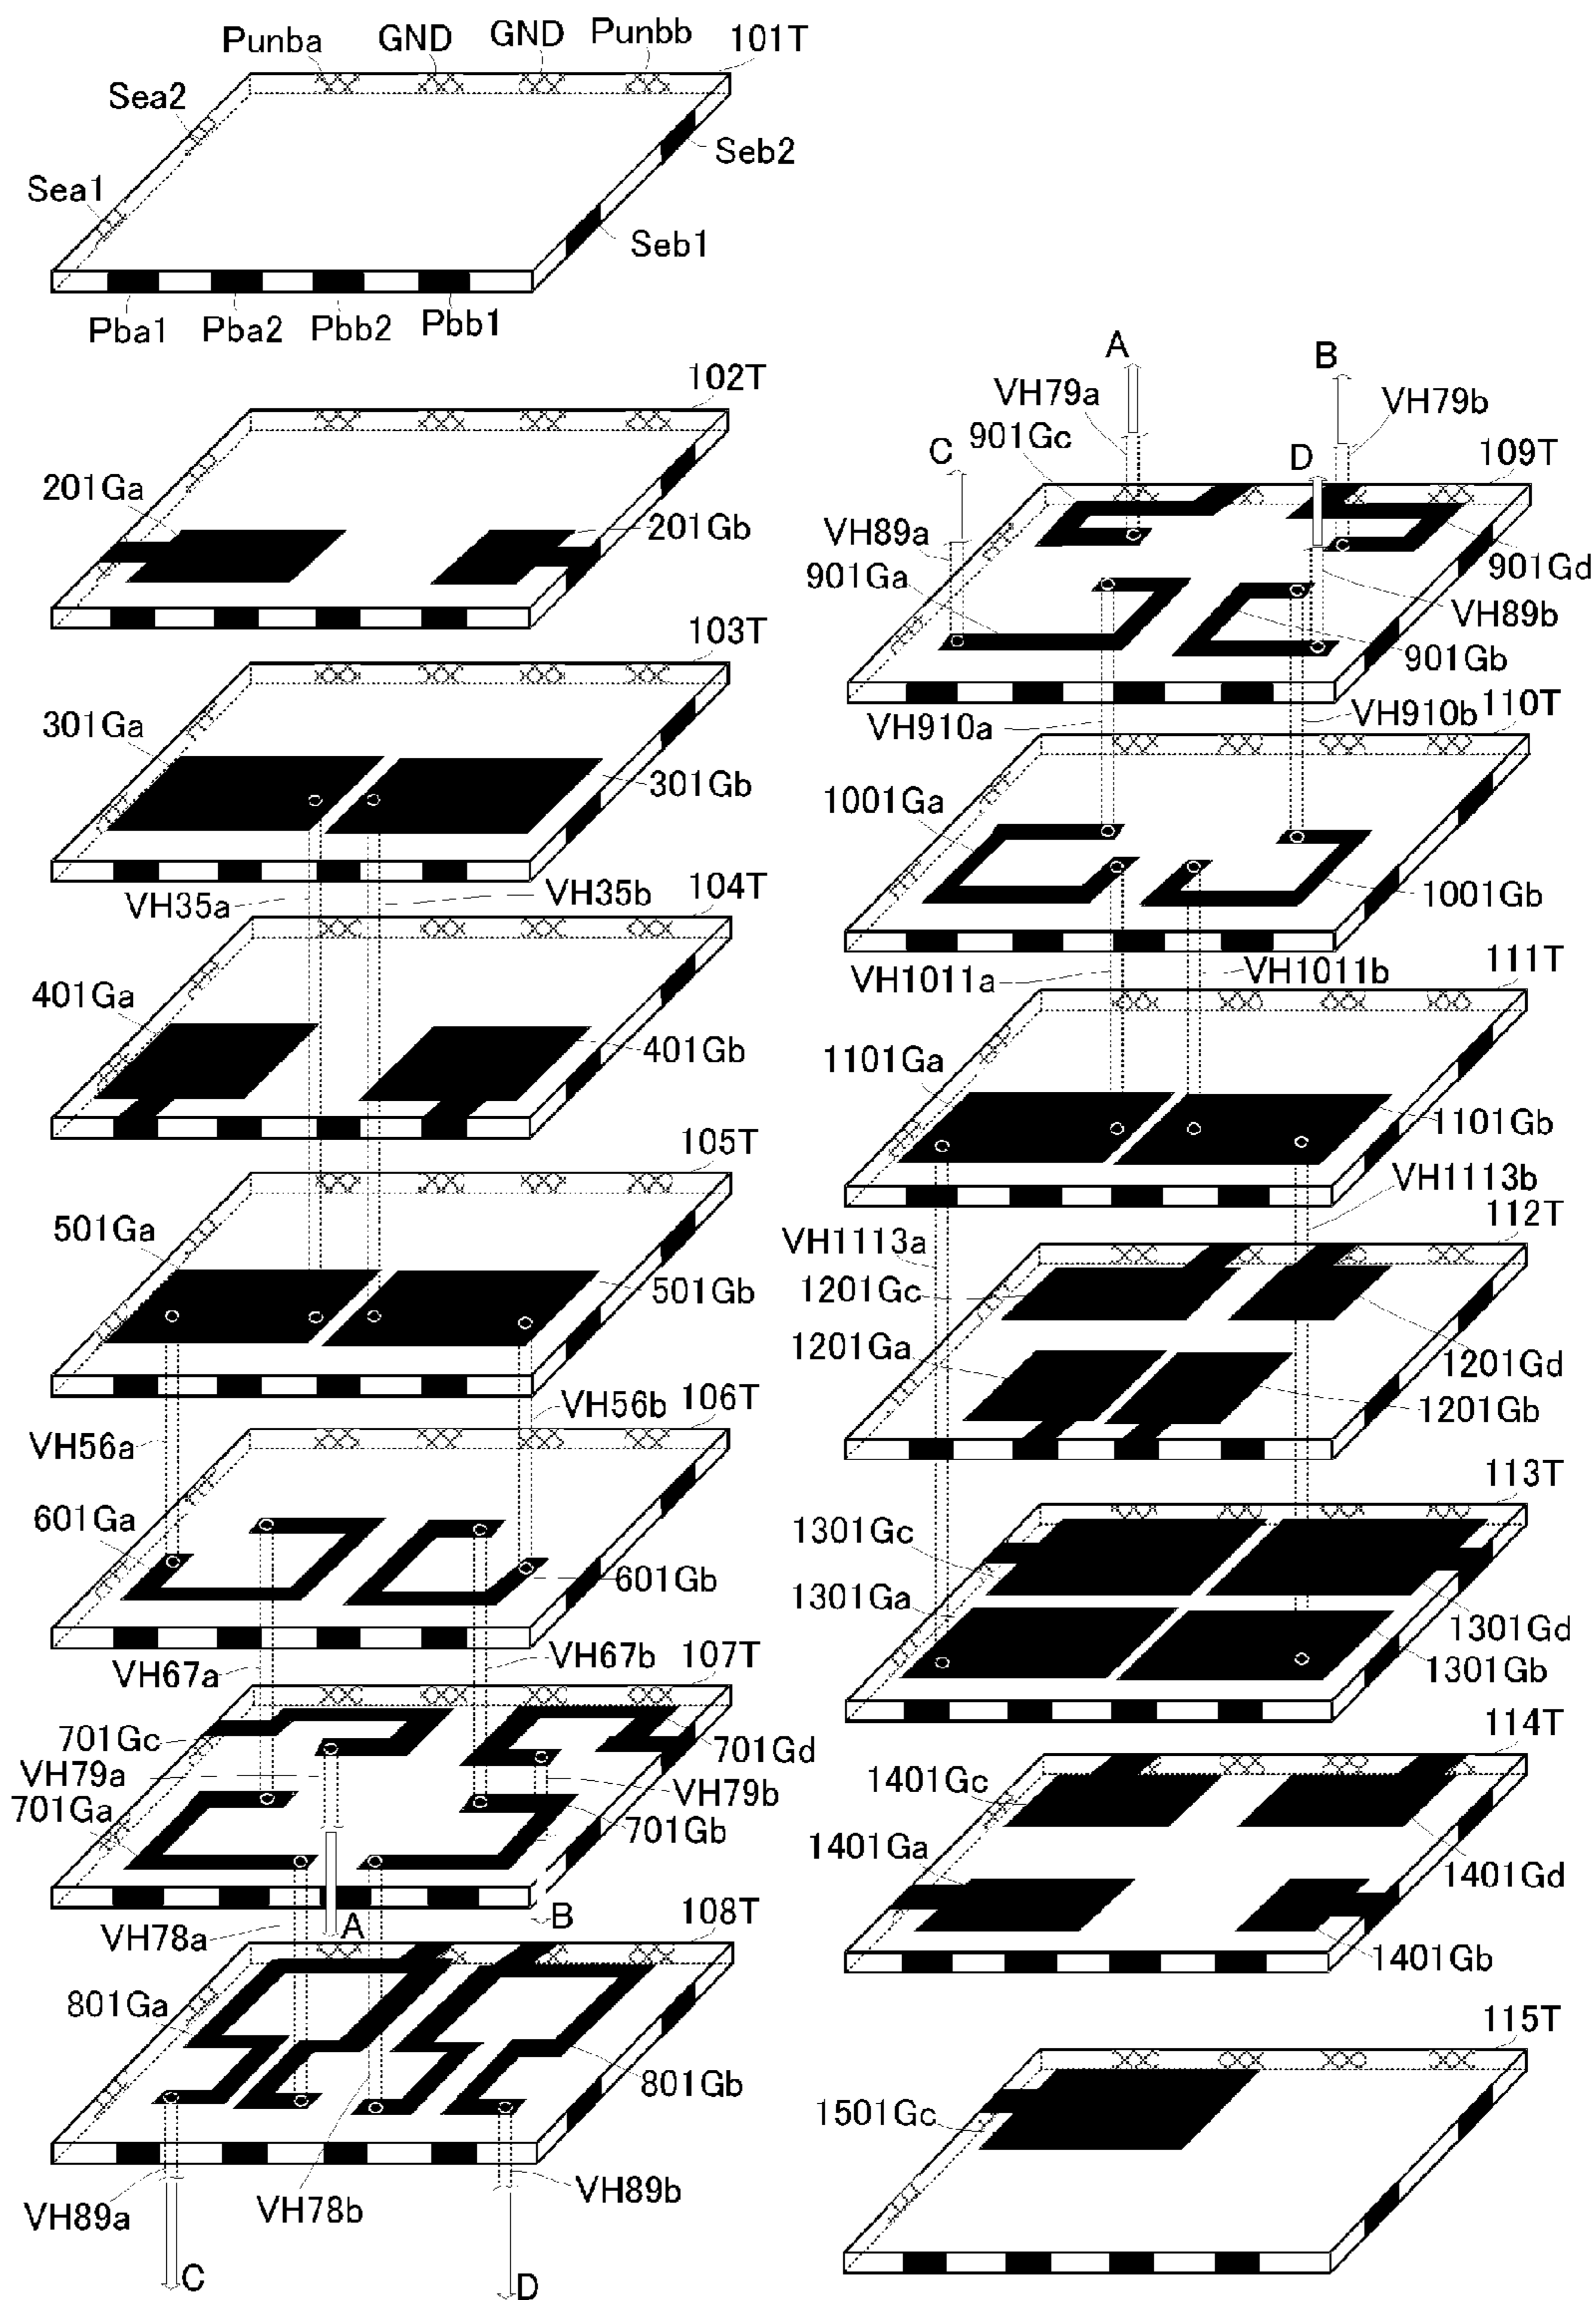 Punba GND GND Punbb 101T
Sea2
Seb2
Sea1
Seb1
Pba1 Pba2 Pbb2 Pbb1
102T
201Ga
201Gb
103T
301Ga
301Gb
VH35a VH35b
104T
401Ga
401Gb
105T
501Ga
501Gb
106T
VH56b
VH56a
601Ga
601Gb
VH67a VH67b
107T
701Gc
701Gd
VH79a
VH79b
701Ga
701Gb
A B
VH78a
108T
801Ga
801Gb
VH89a VH78b VH89b
C D
A B
VH79a VH79b
901Gc
C D
109T
VH89a
901Ga
901Gd
VH89b
901Gb
VH910a VH910b
110T
1001Ga
1001Gb
VH1011a VH1011b
111T
1101Ga
1101Gb
VH1113b
112T
VH1113a
1201Gc
1201Ga
1201Gd
1201Gb
113T
1301Gc
1301Ga
1301Gd
1301Gb
114T
1401Gc
1401Ga
1401Gd
1401Gb
115T
1501Gc